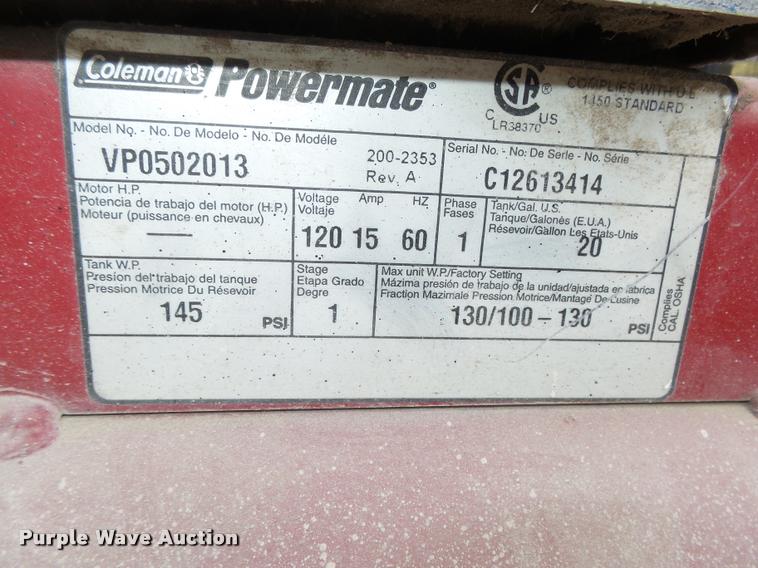 Coleman Powermate®
CSA ®
C US
LR38370
COMPLIES WITH U L
1450 STANDARD
Model No. - No. De Modelo - No. De Modéle
VP0502013
200-2353
Rev. A
Serial No. - No. De Serie - No. Série
C12613414
Motor H.P.
Potencia de trabajo del motor (H.P.)
Moteur (puissance en chevaux)
—
Voltage Amp HZ
Voltaje
120 15 60
Phase
Fases
1
Tank/Gal. U.S.
Tanque/Galonés (E.U.A.)
Résevoir/Gallon Les Etats-Unis
20
Tank W.P.
Presion del trabajo del tanque
Pression Motrice Du Résevoir
145 PSI
Stage
Etapa Grado
Degre
1
Max unit W.P./Factory Setting
Máxima presión de trabajo de la unidad/ajustada en fabrica
Fraction Mazimale Pression Motrice/Mantage De Lusine
130/100 - 130 PSI
Complies
CAL. OSHA
Purple Wave Auction